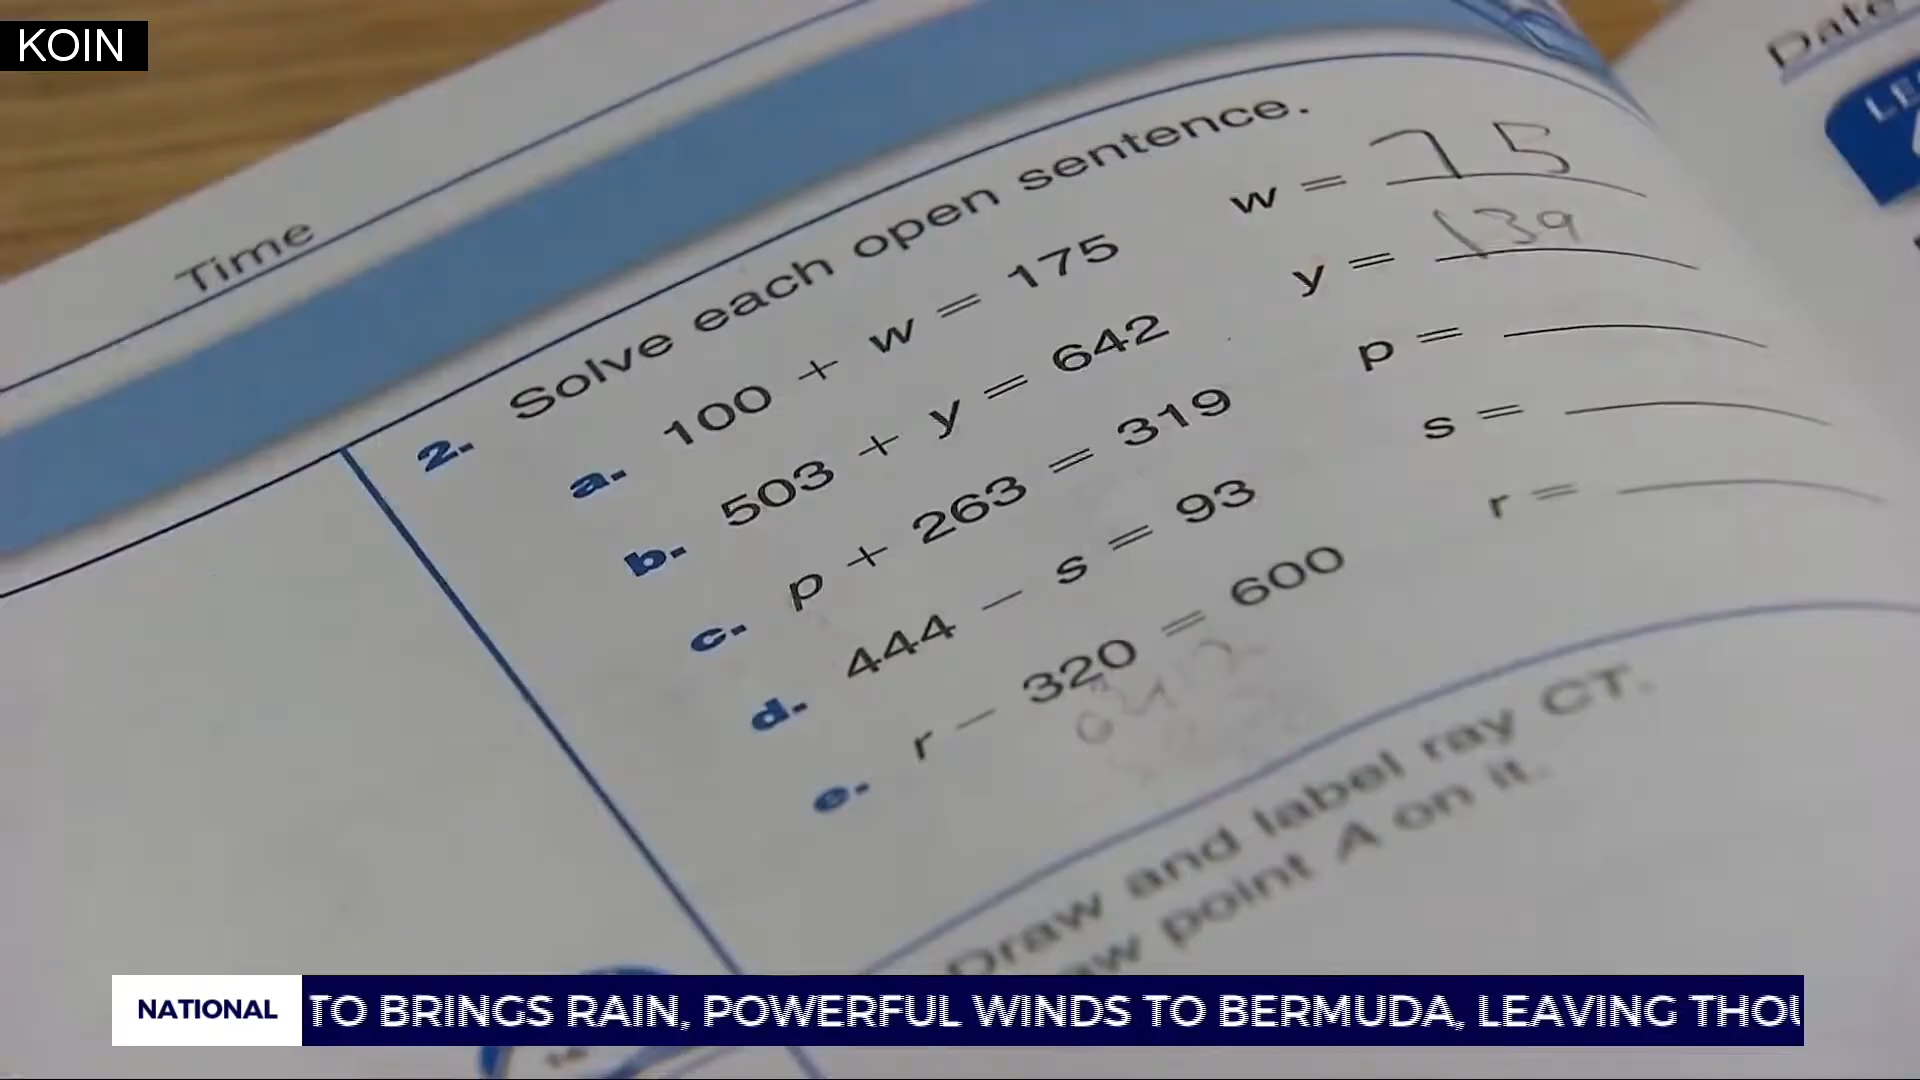 KOIN
Date
LE
Time
2. Solve each open sentence.
a. 100 + w = 175 w = 75
b. 503 + y = 642 y = 139
c. p + 263 = 319 p =
d. 444 − s = 93 s =
e. r − 320 = 600 r =
Draw and label ray CT.
aw point A on it.
NATIONAL TO BRINGS RAIN, POWERFUL WINDS TO BERMUDA, LEAVING THOU